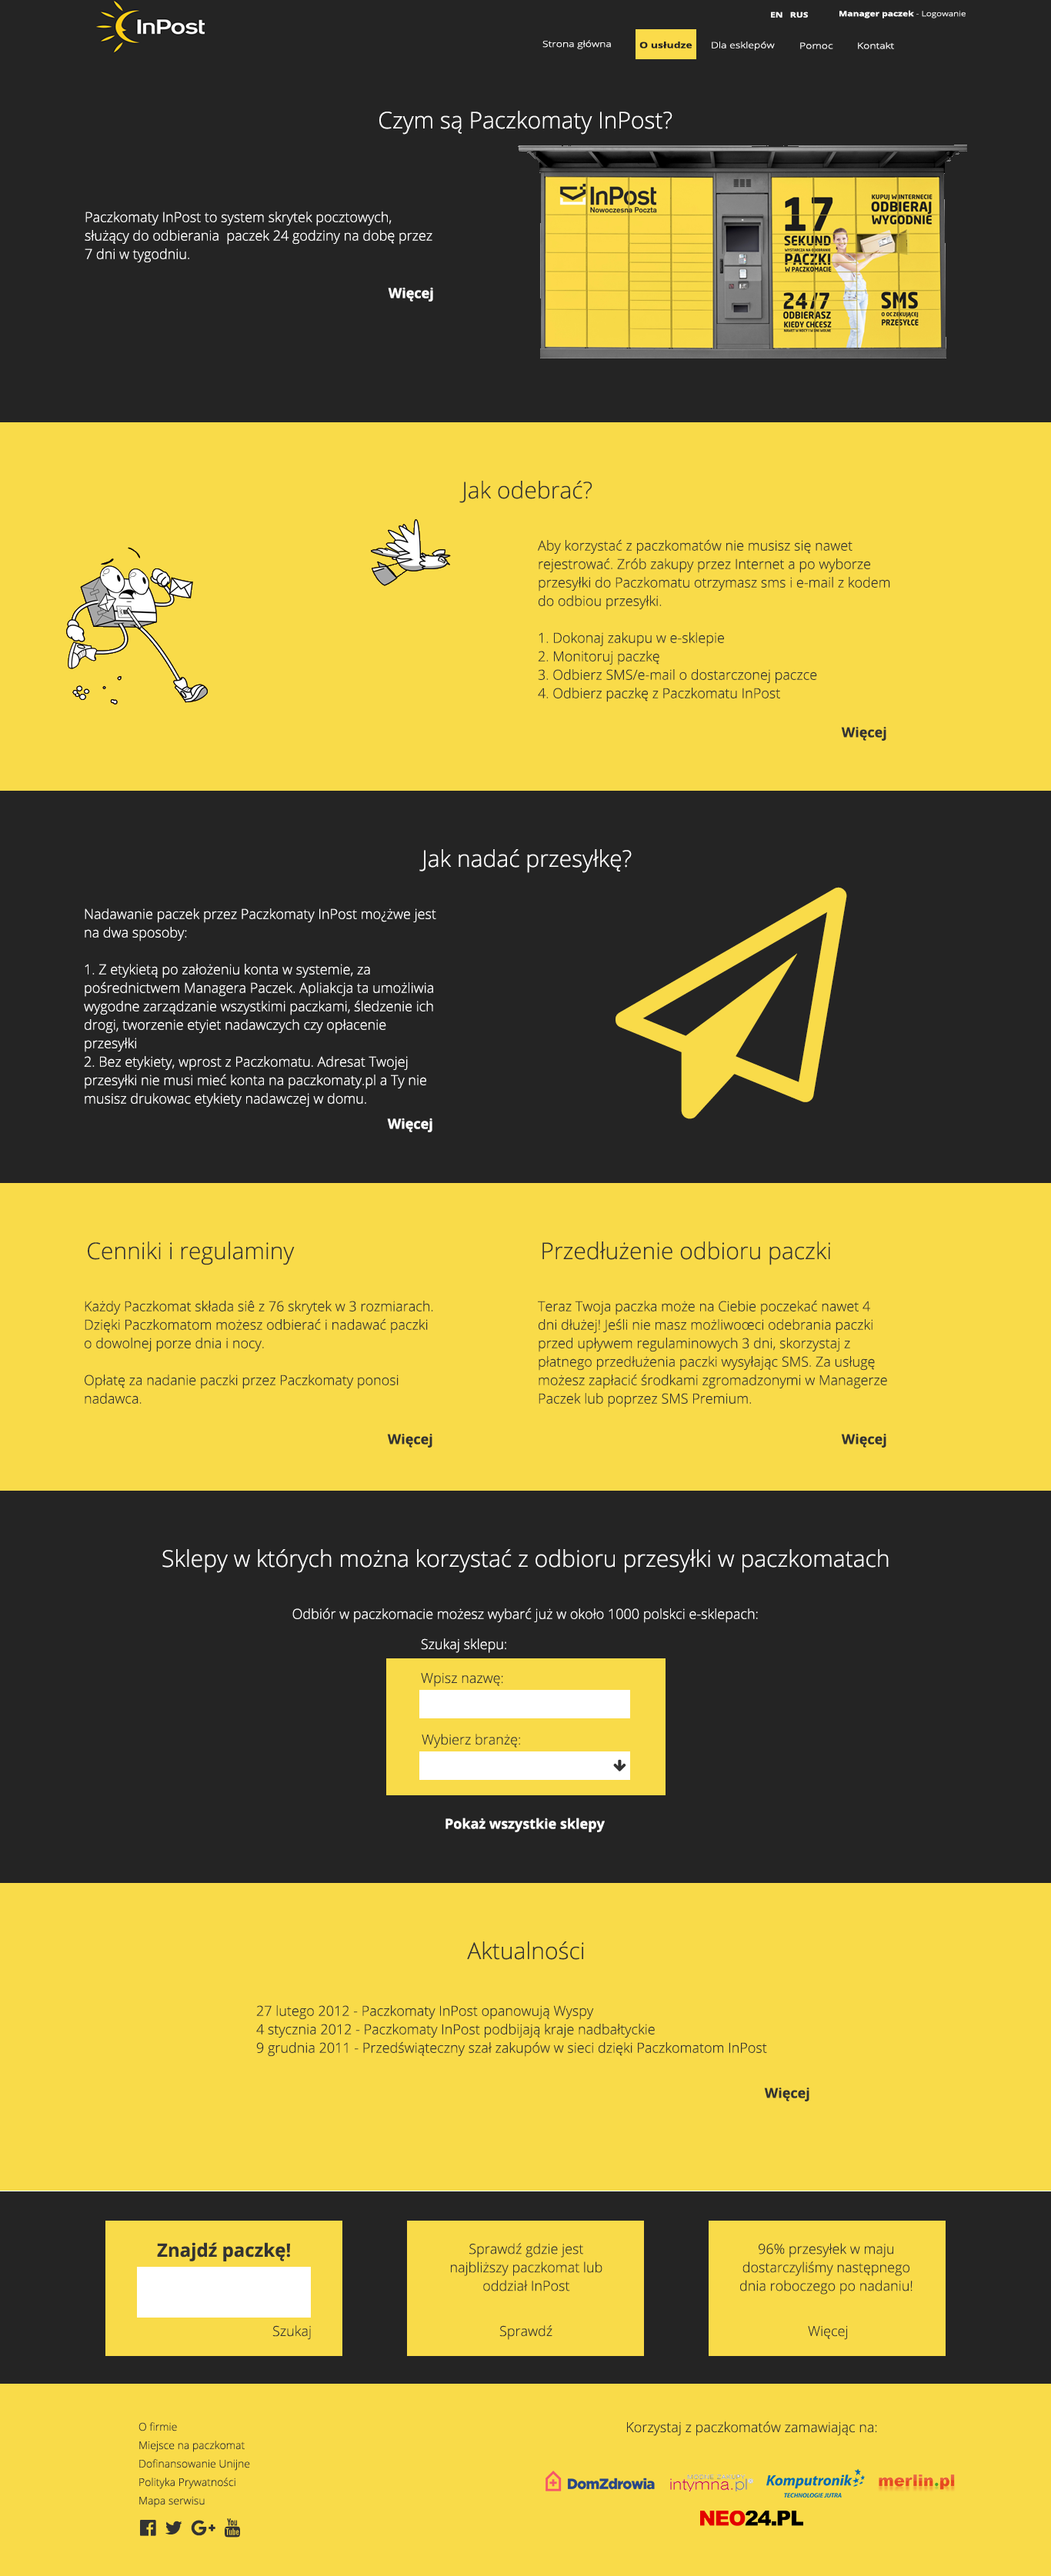 InPost
EN RUS
Manager paczek - Logowanie
Strona główna
O usłudze
Dla esklepów
Pomoc
Kontakt
Czym są Paczkomaty InPost?
Paczkomaty InPost to system skrytek pocztowych,
służący do odbierania  paczek 24 godziny na dobę przez
7 dni w tygodniu.
Więcej
InPost
Nowoczesna Poczta
17
SEKUND
PACZKI
W PACZKOMACIE
KUPUJ W INTERNECIE
ODBIERAJ
WYGODNIE
24/7
ODBIERASZ
KIEDY CHCESZ
SMS
O OCZEKUJĄCEJ
PRZESYŁCE
Jak odebrać?
Aby korzystać z paczkomatów nie musisz się nawet
rejestrować. Zrób zakupy przez Internet a po wyborze
przesyłki do Paczkomatu otrzymasz sms i e-mail z kodem
do odbiou przesyłki.
1. Dokonaj zakupu w e-sklepie
2. Monitoruj paczkę
3. Odbierz SMS/e-mail o dostarczonej paczce
4. Odbierz paczkę z Paczkomatu InPost
Więcej
Jak nadać przesyłkę?
Nadawanie paczek przez Paczkomaty InPost mo¿żwe jest
na dwa sposoby:
1. Z etykietą po założeniu konta w systemie, za
pośrednictwem Managera Paczek. Apliakcja ta umożliwia
wygodne zarządzanie wszystkimi paczkami, śledzenie ich
drogi, tworzenie etyiet nadawczych czy opłacenie
przesyłki
2. Bez etykiety, wprost z Paczkomatu. Adresat Twojej
przesyłki nie musi mieć konta na paczkomaty.pl a Ty nie
musisz drukowac etykiety nadawczej w domu.
Więcej
Cenniki i regulaminy
Każdy Paczkomat składa siê z 76 skrytek w 3 rozmiarach.
Dzięki Paczkomatom możesz odbierać i nadawać paczki
o dowolnej porze dnia i nocy.
Opłatę za nadanie paczki przez Paczkomaty ponosi
nadawca.
Więcej
Przedłużenie odbioru paczki
Teraz Twoja paczka może na Ciebie poczekać nawet 4
dni dłużej! Jeśli nie masz możliwoœci odebrania paczki
przed upływem regulaminowych 3 dni, skorzystaj z
płatnego przedłużenia paczki wysyłając SMS. Za usługę
możesz zapłacić środkami zgromadzonymi w Managerze
Paczek lub poprzez SMS Premium.
Więcej
Sklepy w których można korzystać z odbioru przesyłki w paczkomatach
Odbiór w paczkomacie możesz wybarć już w około 1000 polskci e-sklepach:
Szukaj sklepu:
Wpisz nazwę:
Wybierz branżę:
Pokaż wszystkie sklepy
Aktualności
27 lutego 2012 - Paczkomaty InPost opanowują Wyspy
4 stycznia 2012 - Paczkomaty InPost podbijają kraje nadbałtyckie
9 grudnia 2011 - Przedświąteczny szał zakupów w sieci dzięki Paczkomatom InPost
Więcej
Znajdź paczkę!
Szukaj
Sprawdź gdzie jest
najbliższy paczkomat lub
oddział InPost
Sprawdź
96% przesyłek w maju
dostarczyliśmy następnego
dnia roboczego po nadaniu!
Więcej
O firmie
Miejsce na paczkomat
Dofinansowanie Unijne
Polityka Prywatności
Mapa serwisu
G+
You
Tube
Korzystaj z paczkomatów zamawiając na:
DomZdrowia
intymna.pl
Komputronik
TECHNOLOGIE JUTRA
merlin.pl
NEO24.PL